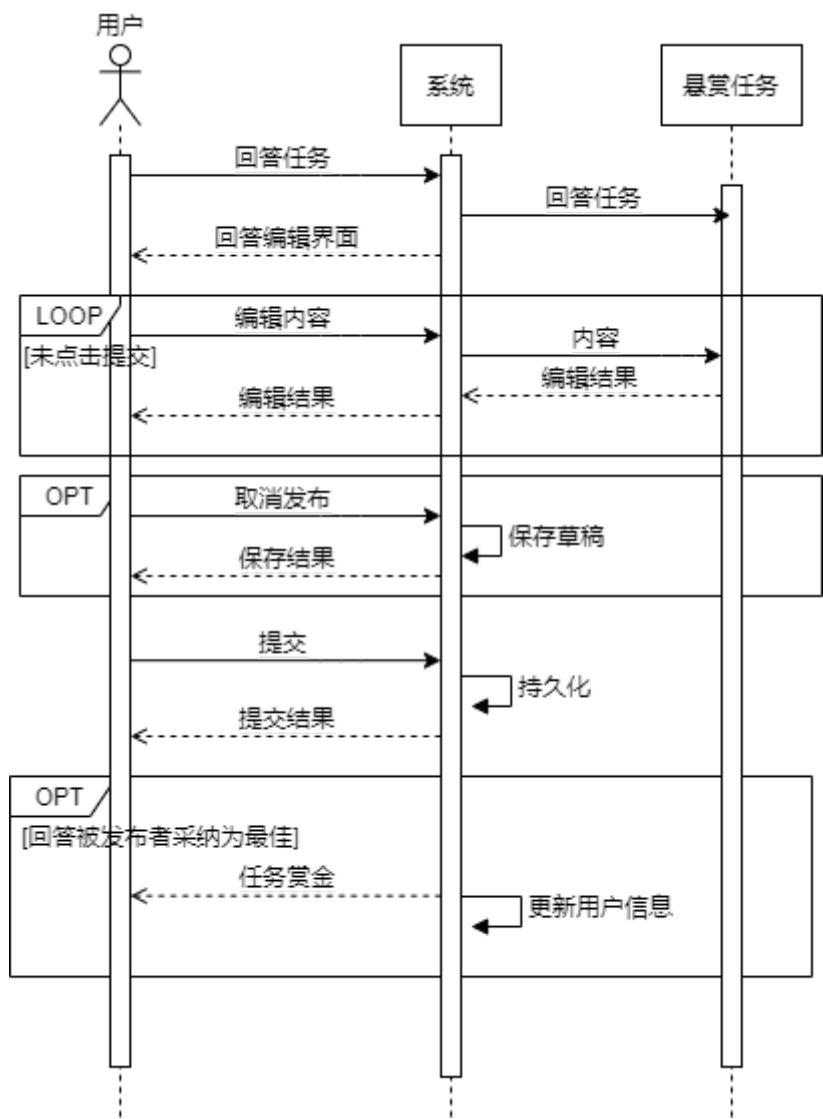 用户
系统
悬赏任务
回答任务
回答任务
回答编辑界面
LOOP
编辑内容
[未点击提交]
内容
编辑结果
编辑结果
OPT
取消发布
保存草稿
保存结果
提交
持久化
提交结果
OPT
[回答被发布者采纳为最佳]
任务赏金
更新用户信息